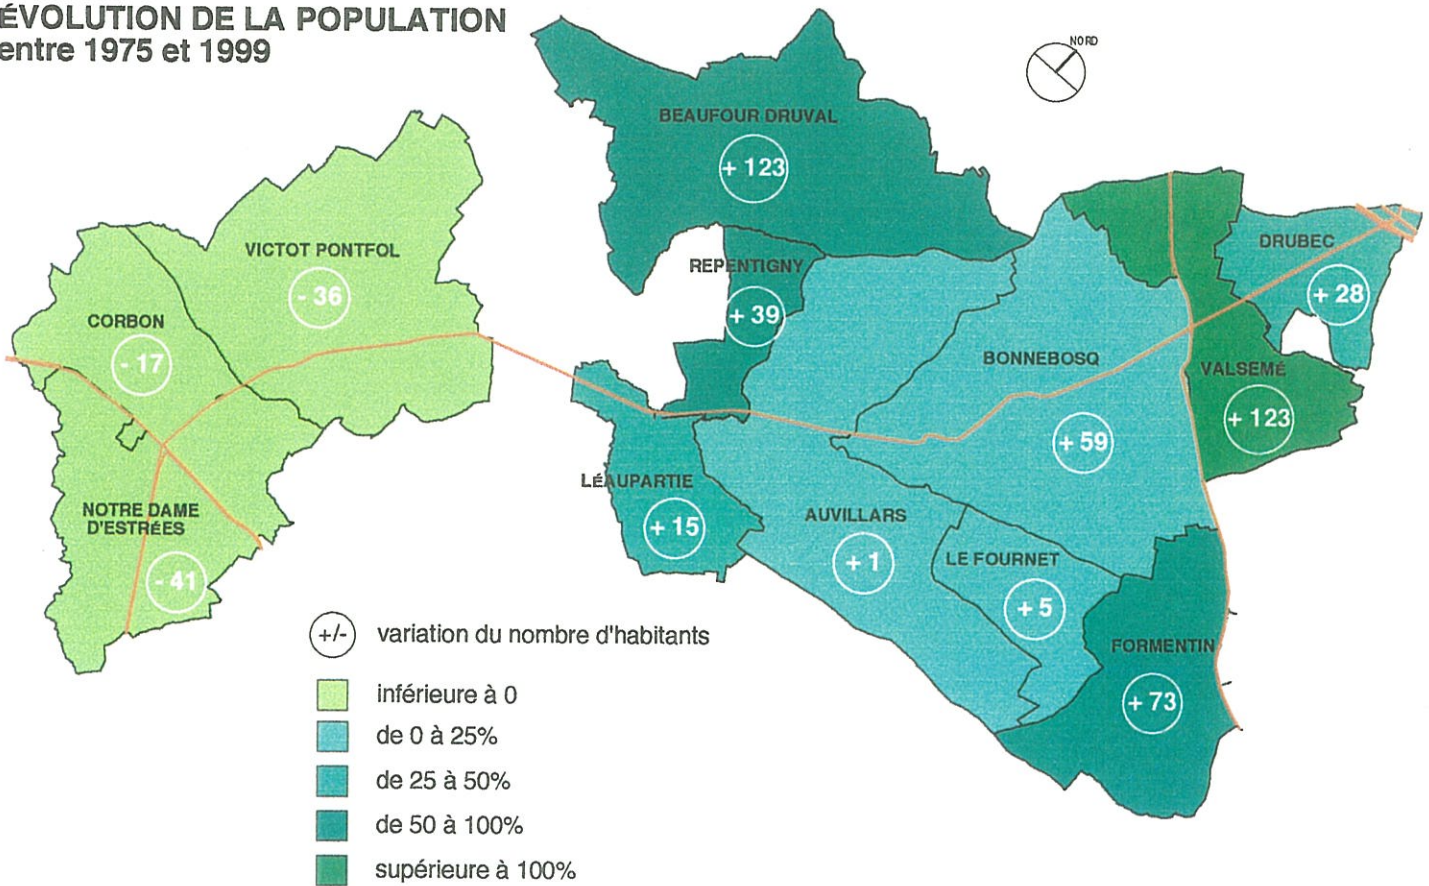 ÉVOLUTION DE LA POPULATION
entre 1975 et 1999
NORD
BEAUFOUR DRUVAL
+ 123
VICTOT PONTFOL
- 36
REPENTIGNY
+ 39
DRUBEC
+ 28
CORBON
- 17
BONNEBOSQ
+ 59
VALSEMÉ
+ 123
LÉAUPARTIE
+ 15
NOTRE DAME
D'ESTRÉES
- 41
AUVILLARS
+ 1
LE FOURNET
+ 5
FORMENTIN
+ 73
+/- variation du nombre d'habitants
inférieure à 0
de 0 à 25%
de 25 à 50%
de 50 à 100%
supérieure à 100%